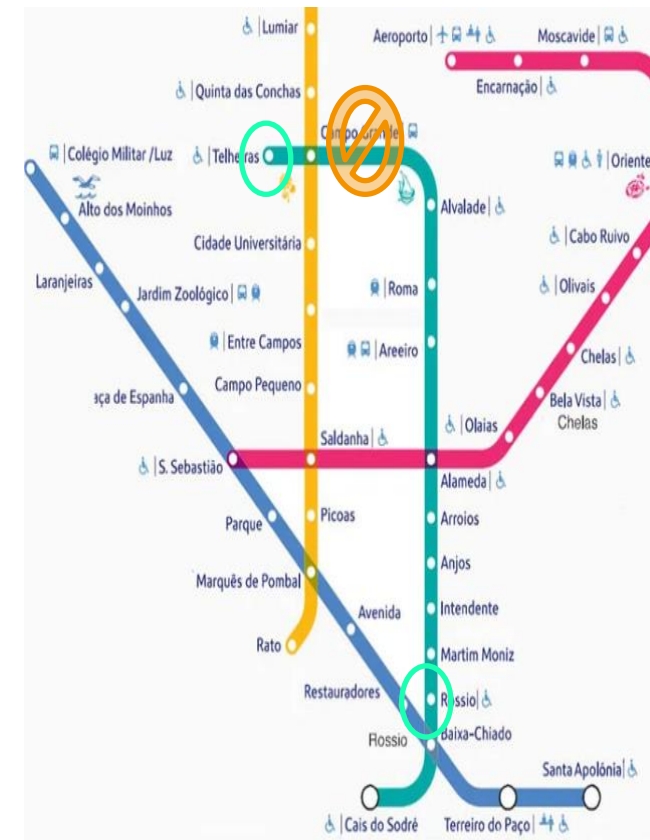 Lumiar
Aeroporto
Moscavide
Quinta das Conchas
Encarnação
Campo Grande
Colégio Militar /Luz
Telheiras
Oriente
Alto dos Moinhos
Alvalade
Cidade Universitária
Cabo Ruivo
Laranjeiras
Jardim Zoológico
Roma
Olivais
Entre Campos
Areeiro
Chelas
Campo Pequeno
aça de Espanha
Bela Vista
Chelas
Olaias
Saldanha
S. Sebastião
Alameda
Parque
Picoas
Arroios
Anjos
Marquês de Pombal
Avenida
Intendente
Rato
Martim Moniz
Restauradores
Rossio
Rossio
Baixa-Chiado
Santa Apolónia
Cais do Sodré
Terreiro do Paço